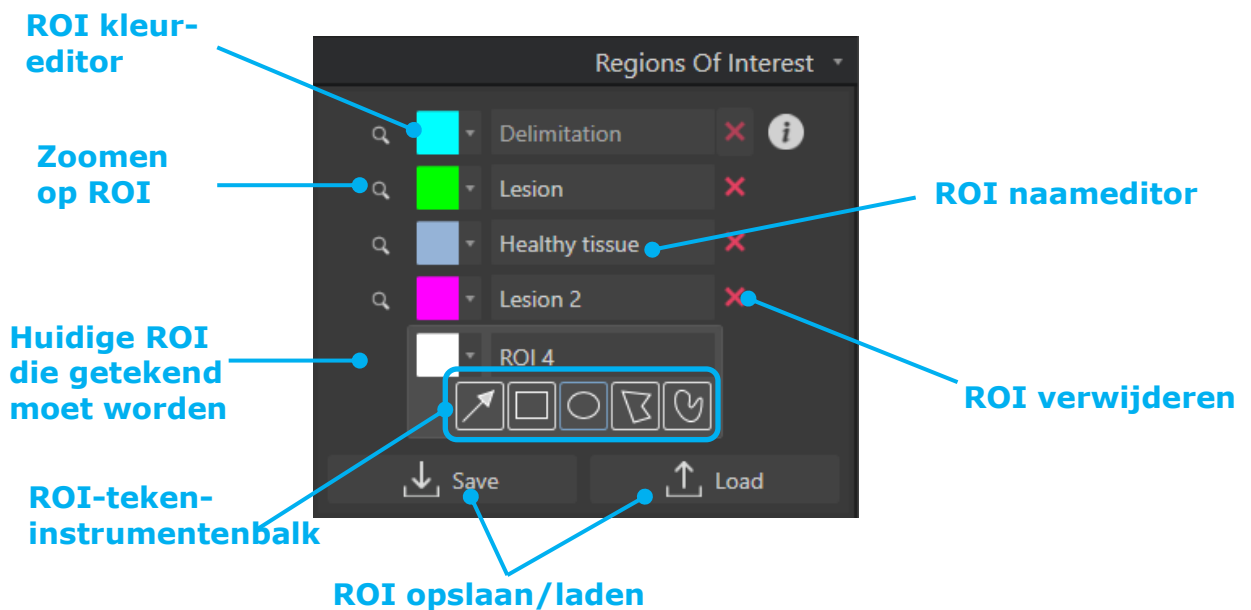 ROI kleur-
editor
Regions Of Interest
Delimitation
i
Zoomen
op ROI
Lesion
ROI naameditor
Healthy tissue
Lesion 2
Huidige ROI
die getekend
moet worden
ROI 4
ROI verwijderen
Save
Load
ROI-teken-
instrumentenbalk
ROI opslaan/laden